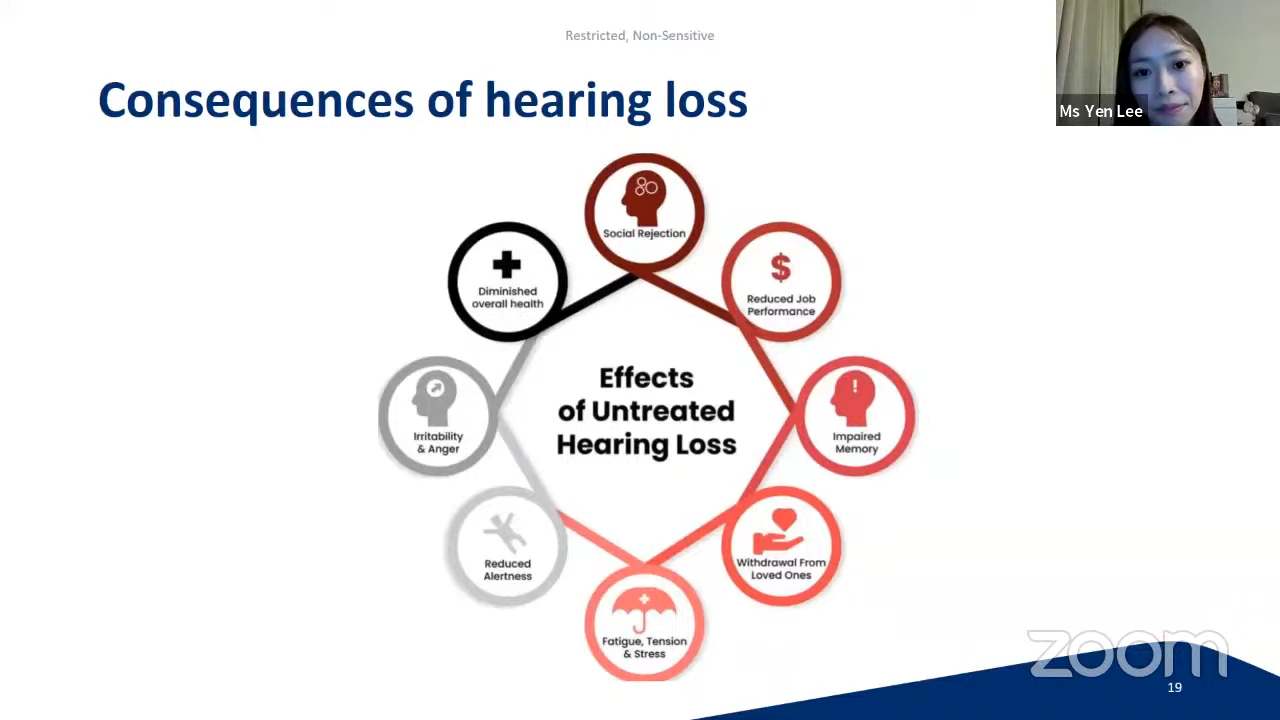 Restricted, Non-Sensitive
Consequences of hearing loss
Ms Yen Lee
Social Rejection
$
Reduced Job
Performance
!
Impaired
Memory
Withdrawal From
Loved Ones
Fatigue, Tension
& Stress
Reduced
Alertness
Irritability
& Anger
Diminished
overall health
Effects
of Untreated
Hearing Loss
zoom
19